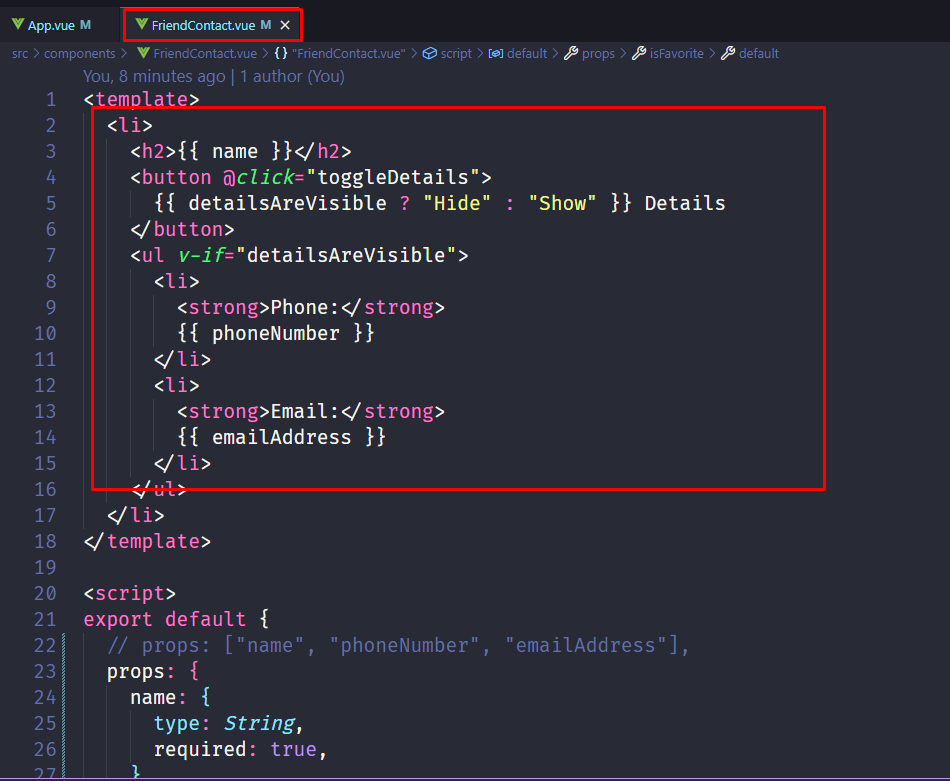 App.vue M FriendContact.vue M ×
src > components > FriendContact.vue > {} "FriendContact.vue" > script > default > props > isFavorite > default
You, 8 minutes ago | 1 author (You)
1 <template>
2 <li>
3 <h2>{{ name }}</h2>
4 <button @click="toggleDetails">
5 {{ detailsAreVisible ? "Hide" : "Show" }} Details
6 </button>
7 <ul v-if="detailsAreVisible">
8 <li>
9 <strong>Phone:</strong>
10 {{ phoneNumber }}
11 </li>
12 <li>
13 <strong>Email:</strong>
14 {{ emailAddress }}
15 </li>
16 </ul>
17 </li>
18 </template>
19
20 <script>
21 export default {
22 // props: ["name", "phoneNumber", "emailAddress"],
23 props: {
24 name: {
25 type: String,
26 required: true,
27 }